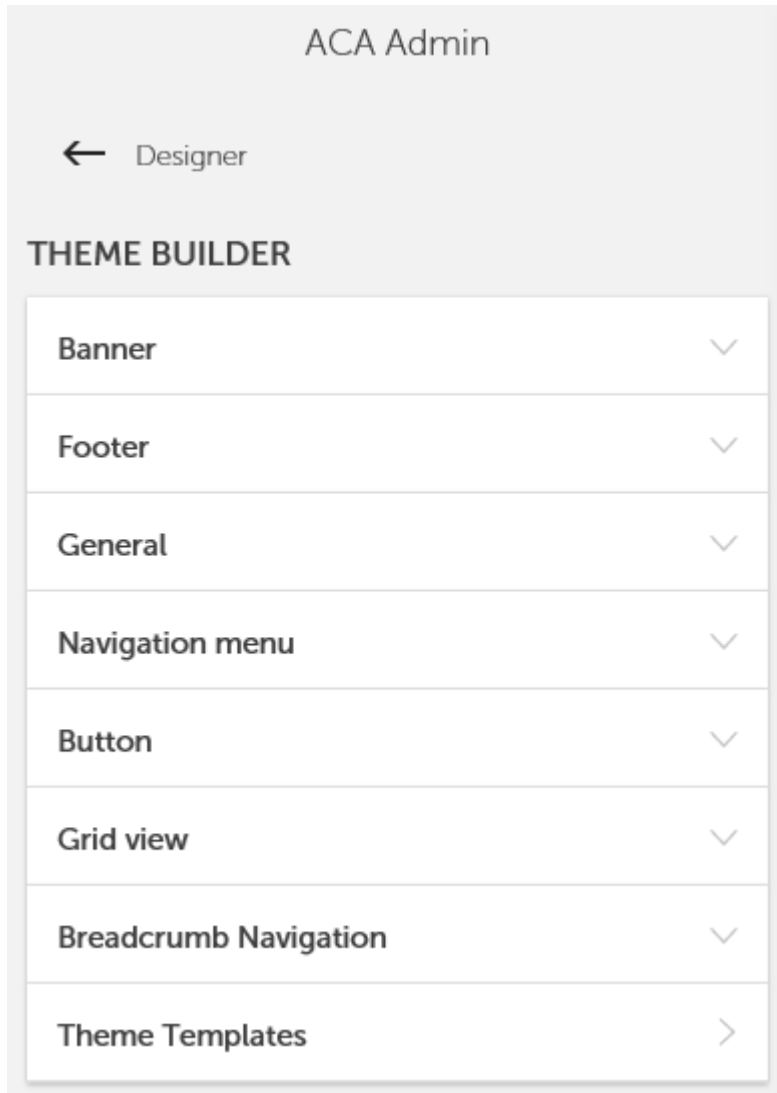 ACA Admin
Designer
THEME BUILDER
Banner
Footer
General
Navigation menu
Button
Grid view
Breadcrumb Navigation
Theme Templates